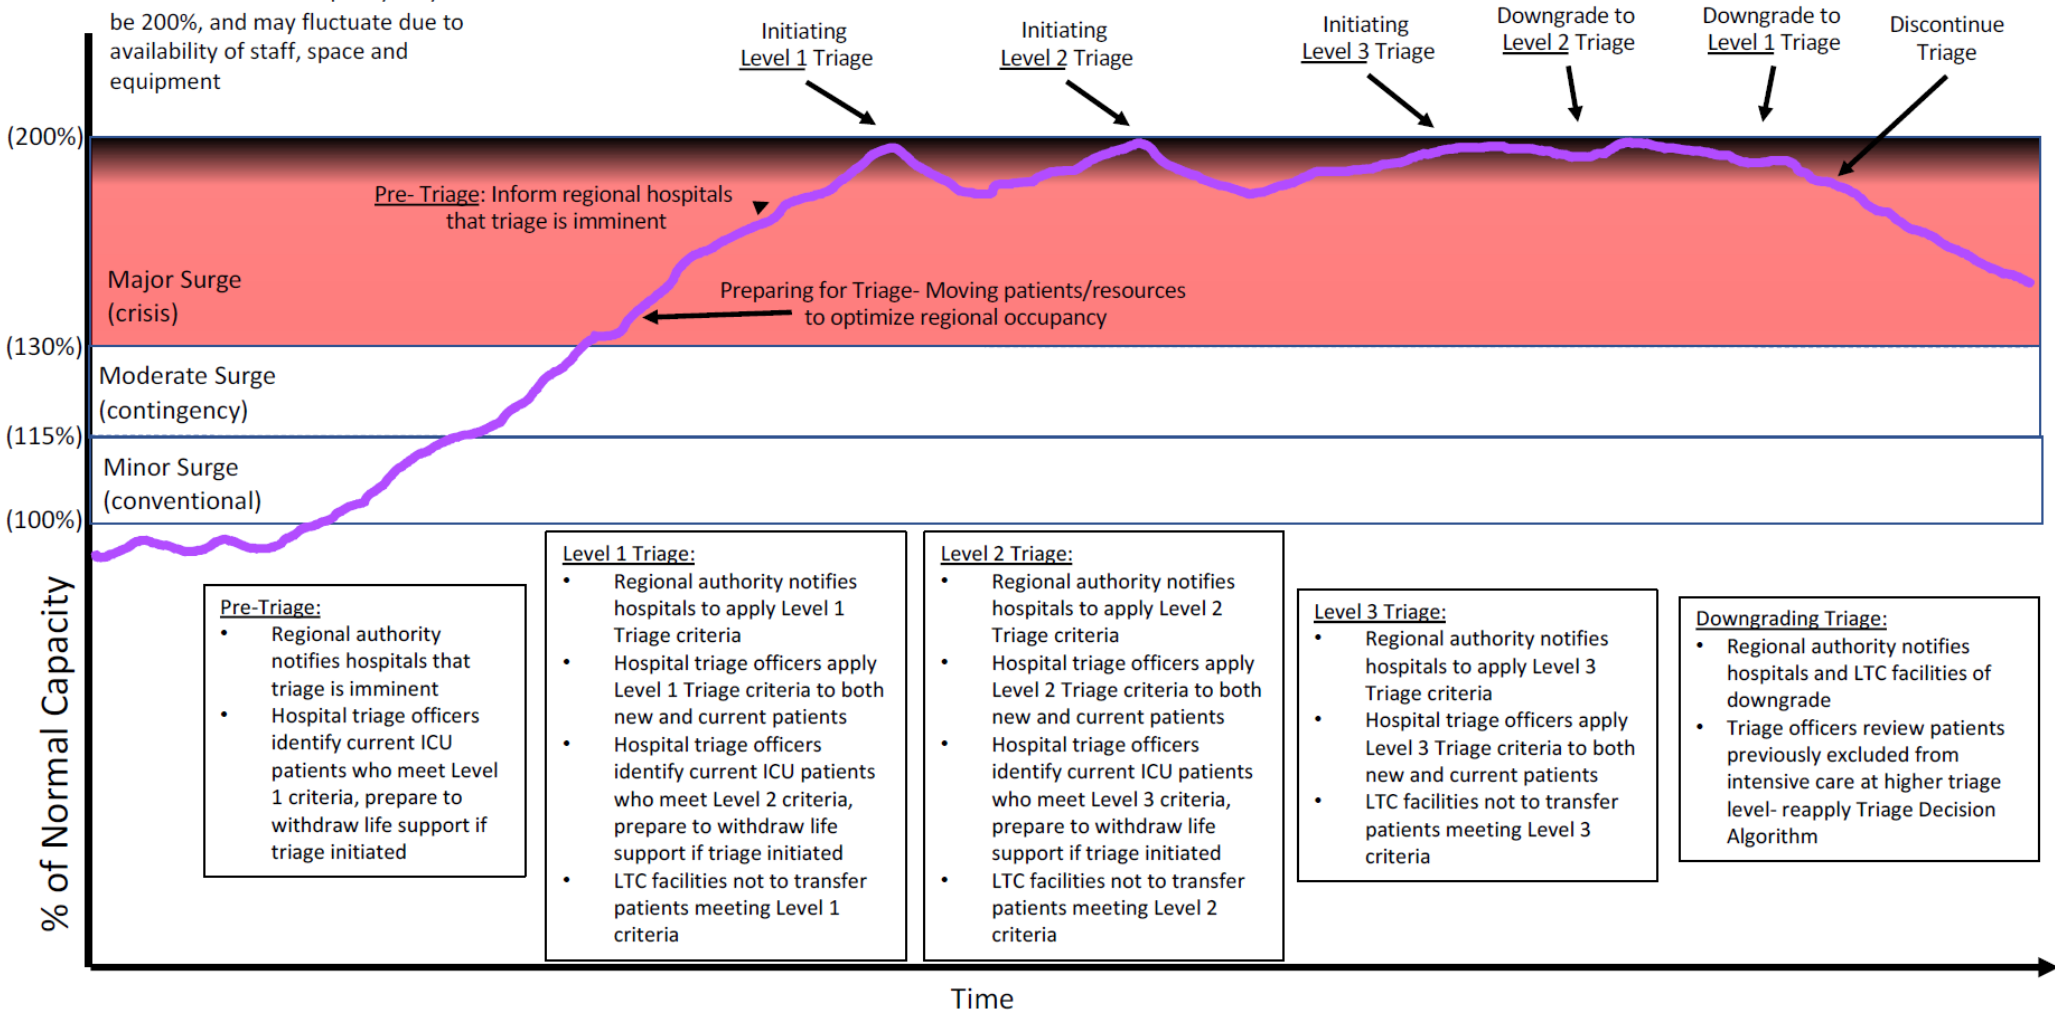 be 200%, and may fluctuate due to
availability of staff, space and
equipment
Initiating
Level 1 Triage
Initiating
Level 2 Triage
Initiating
Level 3 Triage
Downgrade to
Level 2 Triage
Downgrade to
Level 1 Triage
Discontinue
Triage
(200%)
Pre- Triage: Inform regional hospitals
that triage is imminent
Major Surge
(crisis)
Preparing for Triage- Moving patients/resources
to optimize regional occupancy
(130%)
Moderate Surge
(contingency)
(115%)
Minor Surge
(conventional)
(100%)
% of Normal Capacity
Pre-Triage:
• Regional authority
notifies hospitals that
triage is imminent
• Hospital triage officers
identify current ICU
patients who meet Level
1 criteria, prepare to
withdraw life support if
triage initiated
Level 1 Triage:
• Regional authority notifies
hospitals to apply Level 1
Triage criteria
• Hospital triage officers apply
Level 1 Triage criteria to both
new and current patients
• Hospital triage officers
identify current ICU patients
who meet Level 2 criteria,
prepare to withdraw life
support if triage initiated
• LTC facilities not to transfer
patients meeting Level 1
criteria
Level 2 Triage:
• Regional authority notifies
hospitals to apply Level 2
Triage criteria
• Hospital triage officers apply
Level 2 Triage criteria to both
new and current patients
• Hospital triage officers
identify current ICU patients
who meet Level 3 criteria,
prepare to withdraw life
support if triage initiated
• LTC facilities not to transfer
patients meeting Level 2
criteria
Level 3 Triage:
• Regional authority notifies
hospitals to apply Level 3
Triage criteria
• Hospital triage officers apply
Level 3 Triage criteria to both
new and current patients
• LTC facilities not to transfer
patients meeting Level 3
criteria
Downgrading Triage:
• Regional authority notifies
hospitals and LTC facilities of
downgrade
• Triage officers review patients
previously excluded from
intensive care at higher triage
level- reapply Triage Decision
Algorithm
Time